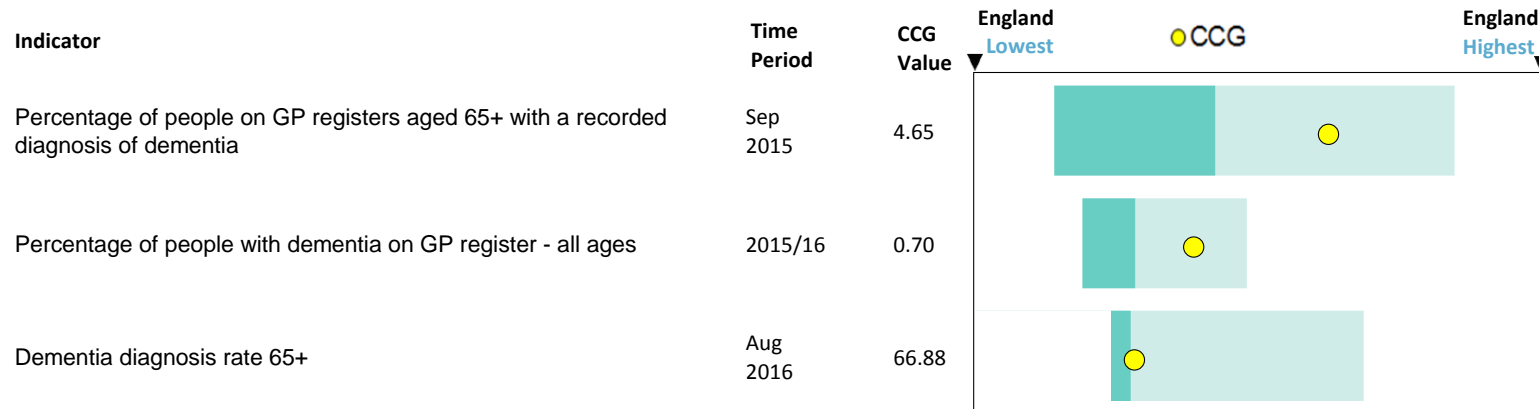 Indicator
Time
Period
CCG
Value
England
Lowest
CCG
England
Highest
Percentage of people on GP registers aged 65+ with a recorded
diagnosis of dementia
Sep
2015
4.65
Percentage of people with dementia on GP register - all ages
2015/16
0.70
Dementia diagnosis rate 65+
Aug
2016
66.88